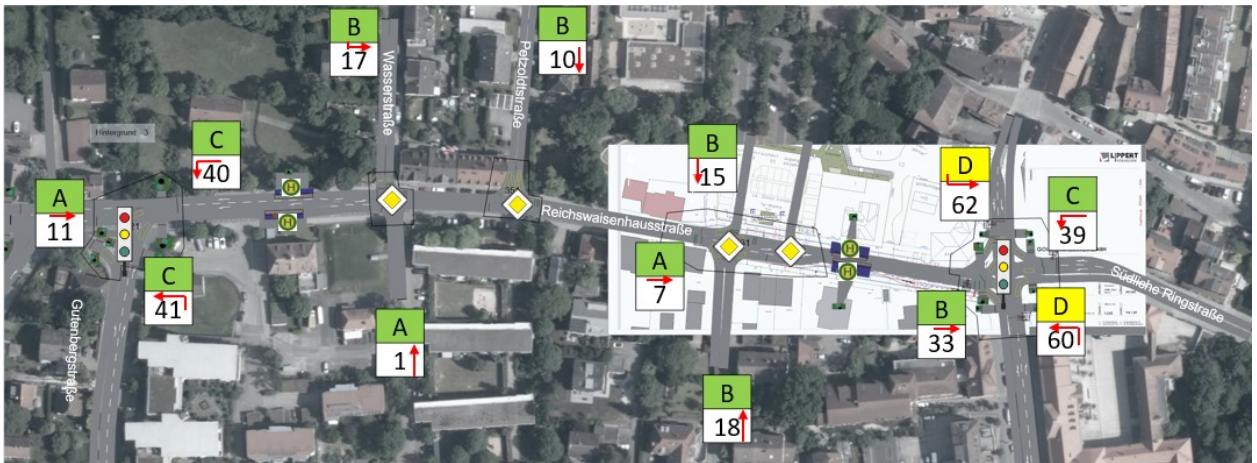 B
17
B
10
Wasserstraße
Petzoldtstraße
Hintergrund -3
C
40
H
A
11
B
15
D
62
C
39
LIPPERT
Reichswaisenhausstraße
H
H
A
7
C
41
H
Gutenbergstraße
A
1
B
33
D
60
Südliche Ringstraße
B
18